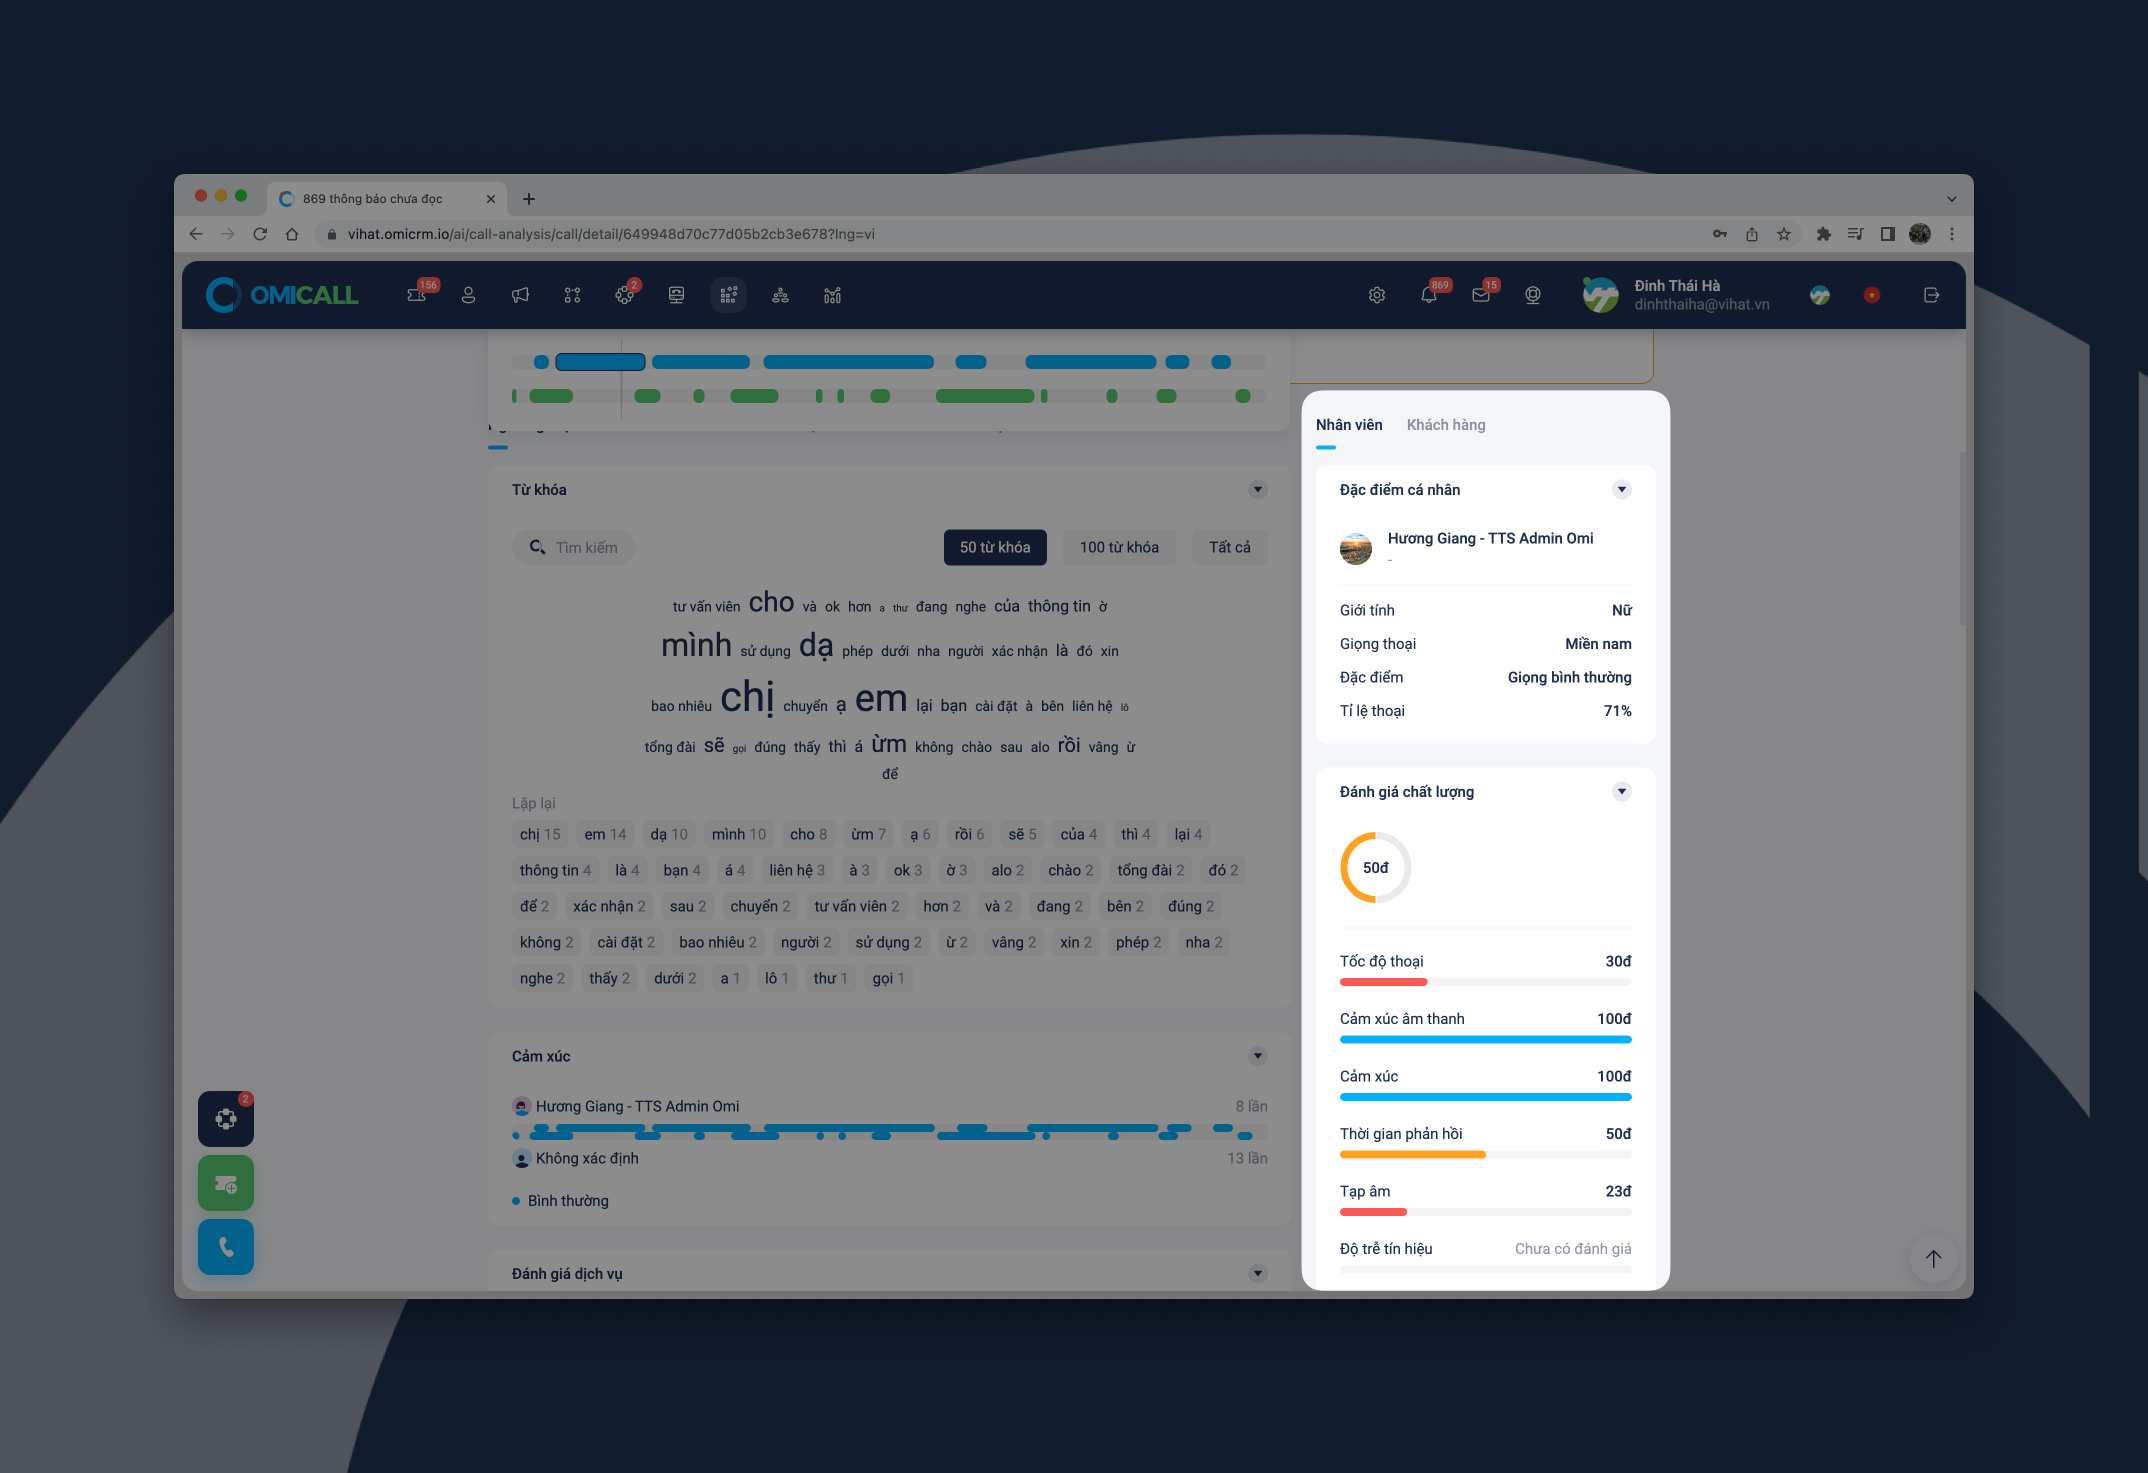 869 thông báo chưa đọc
vihat.omicrm.io/ai/call-analysis/call/detail/649948d70c77d05b2cb3e678?lng=vi
OMICALL
156
2
869
15
Đinh Thái Hà
dinhthaiha@vihat.vn
Từ khóa
Tìm kiếm
50 từ khóa
100 từ khóa
Tất cả
tư vấn viên cho và ok hơn a thư đang nghe của thông tin ờ
mình sử dụng dạ phép dưới nha người xác nhận là đó xin
bao nhiêu chị chuyển ạ em lại bạn cài đặt à bên liên hệ lô
tổng đài sẽ gọi đúng thấy thì á ừm không chào sau alo rồi vâng ừ
để
Lặp lại
chị 15 em 14 dạ 10 mình 10 cho 8 ừm 7 ạ 6 rồi 6 sẽ 5 của 4 thì 4 lại 4
thông tin 4 là 4 bạn 4 á 4 liên hệ 3 à 3 ok 3 ờ 3 alo 2 chào 2 tổng đài 2 đó 2
để 2 xác nhận 2 sau 2 chuyển 2 tư vấn viên 2 hơn 2 và 2 đang 2 bên 2 đúng 2
không 2 cài đặt 2 bao nhiêu 2 người 2 sử dụng 2 ừ 2 vâng 2 xin 2 phép 2 nha 2
nghe 2 thấy 2 dưới 2 a 1 lô 1 thư 1 gọi 1
Cảm xúc
Hương Giang - TTS Admin Omi 8 lần
Không xác định 13 lần
Bình thường
Đánh giá dịch vụ
2
Nhân viên Khách hàng
Đặc điểm cá nhân
Hương Giang - TTS Admin Omi
-
Giới tính Nữ
Giọng thoại Miền nam
Đặc điểm Giọng bình thường
Tỉ lệ thoại 71%
Đánh giá chất lượng
50đ
Tốc độ thoại 30đ
Cảm xúc âm thanh 100đ
Cảm xúc 100đ
Thời gian phản hồi 50đ
Tạp âm 23đ
Độ trễ tín hiệu Chưa có đánh giá